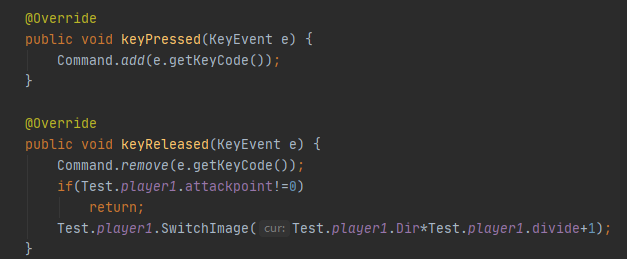 @Override
public void keyPressed(KeyEvent e) {
    Command.add(e.getKeyCode());
}
@Override
public void keyReleased(KeyEvent e) {
    Command.remove(e.getKeyCode());
    if(Test.player1.attackpoint!=0)
        return;
    Test.player1.SwitchImage( cur: Test.player1.Dir*Test.player1.divide+1);
}